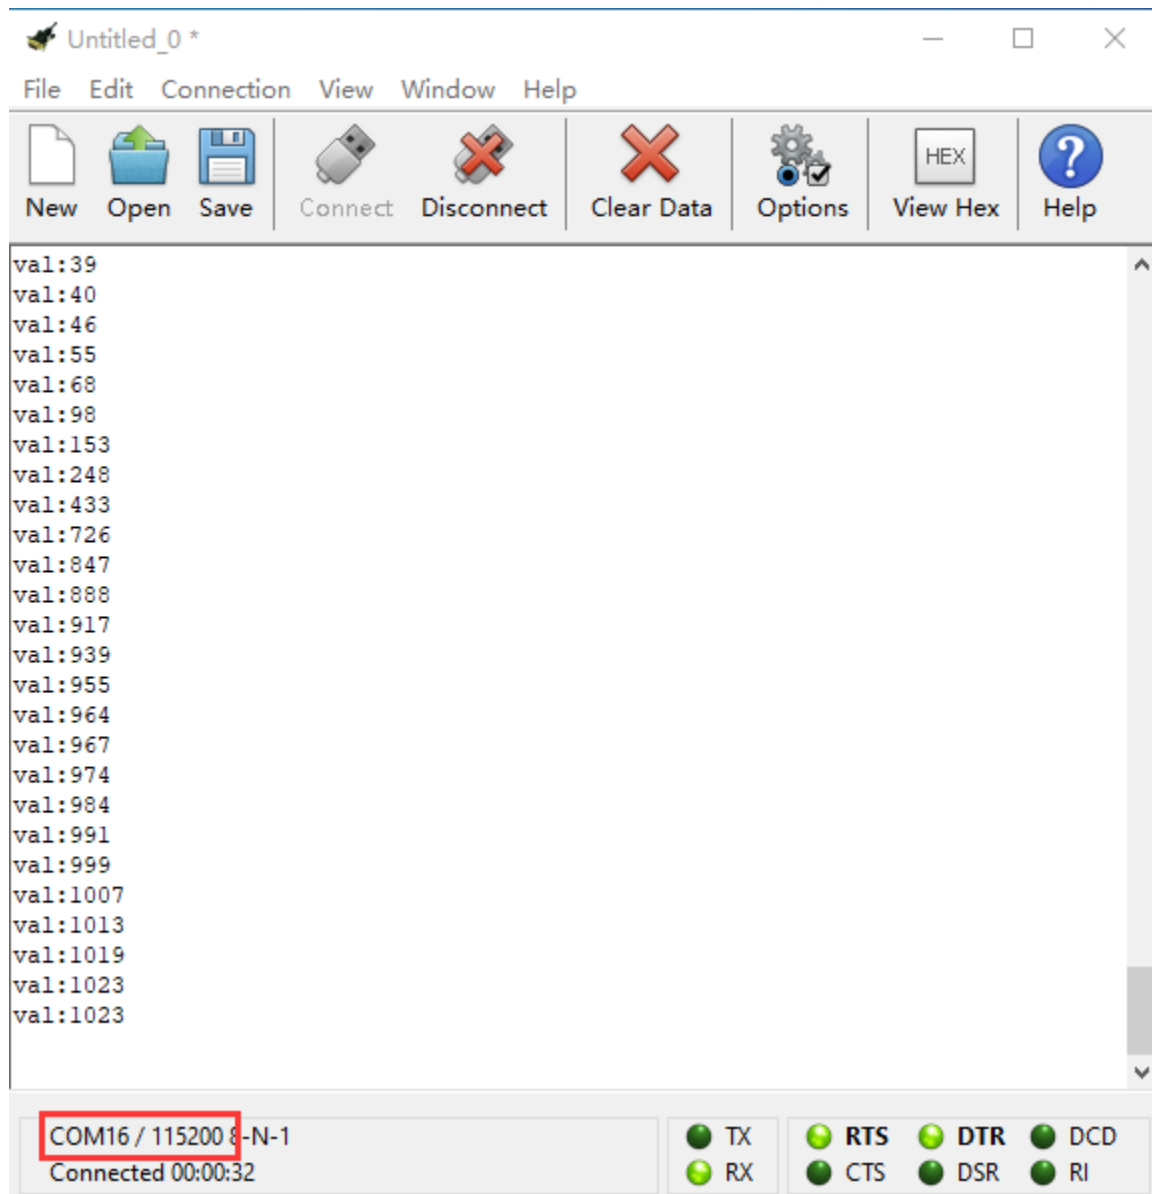 Untitled_0 *
File Edit Connection View Window Help
HEX
New Open Save Connect Disconnect Clear Data Options View Hex Help
val:39
val:40
val:46
val:55
val:68
val:98
val:153
val:248
val:433
val:726
val:847
val:888
val:917
val:939
val:955
val:964
val:967
val:974
val:984
val:991
val:999
val:1007
val:1013
val:1019
val:1023
val:1023
COM16 / 115200 8-N-1 TX RTS DTR DCD
Connected 00:00:32 RX CTS DSR RI